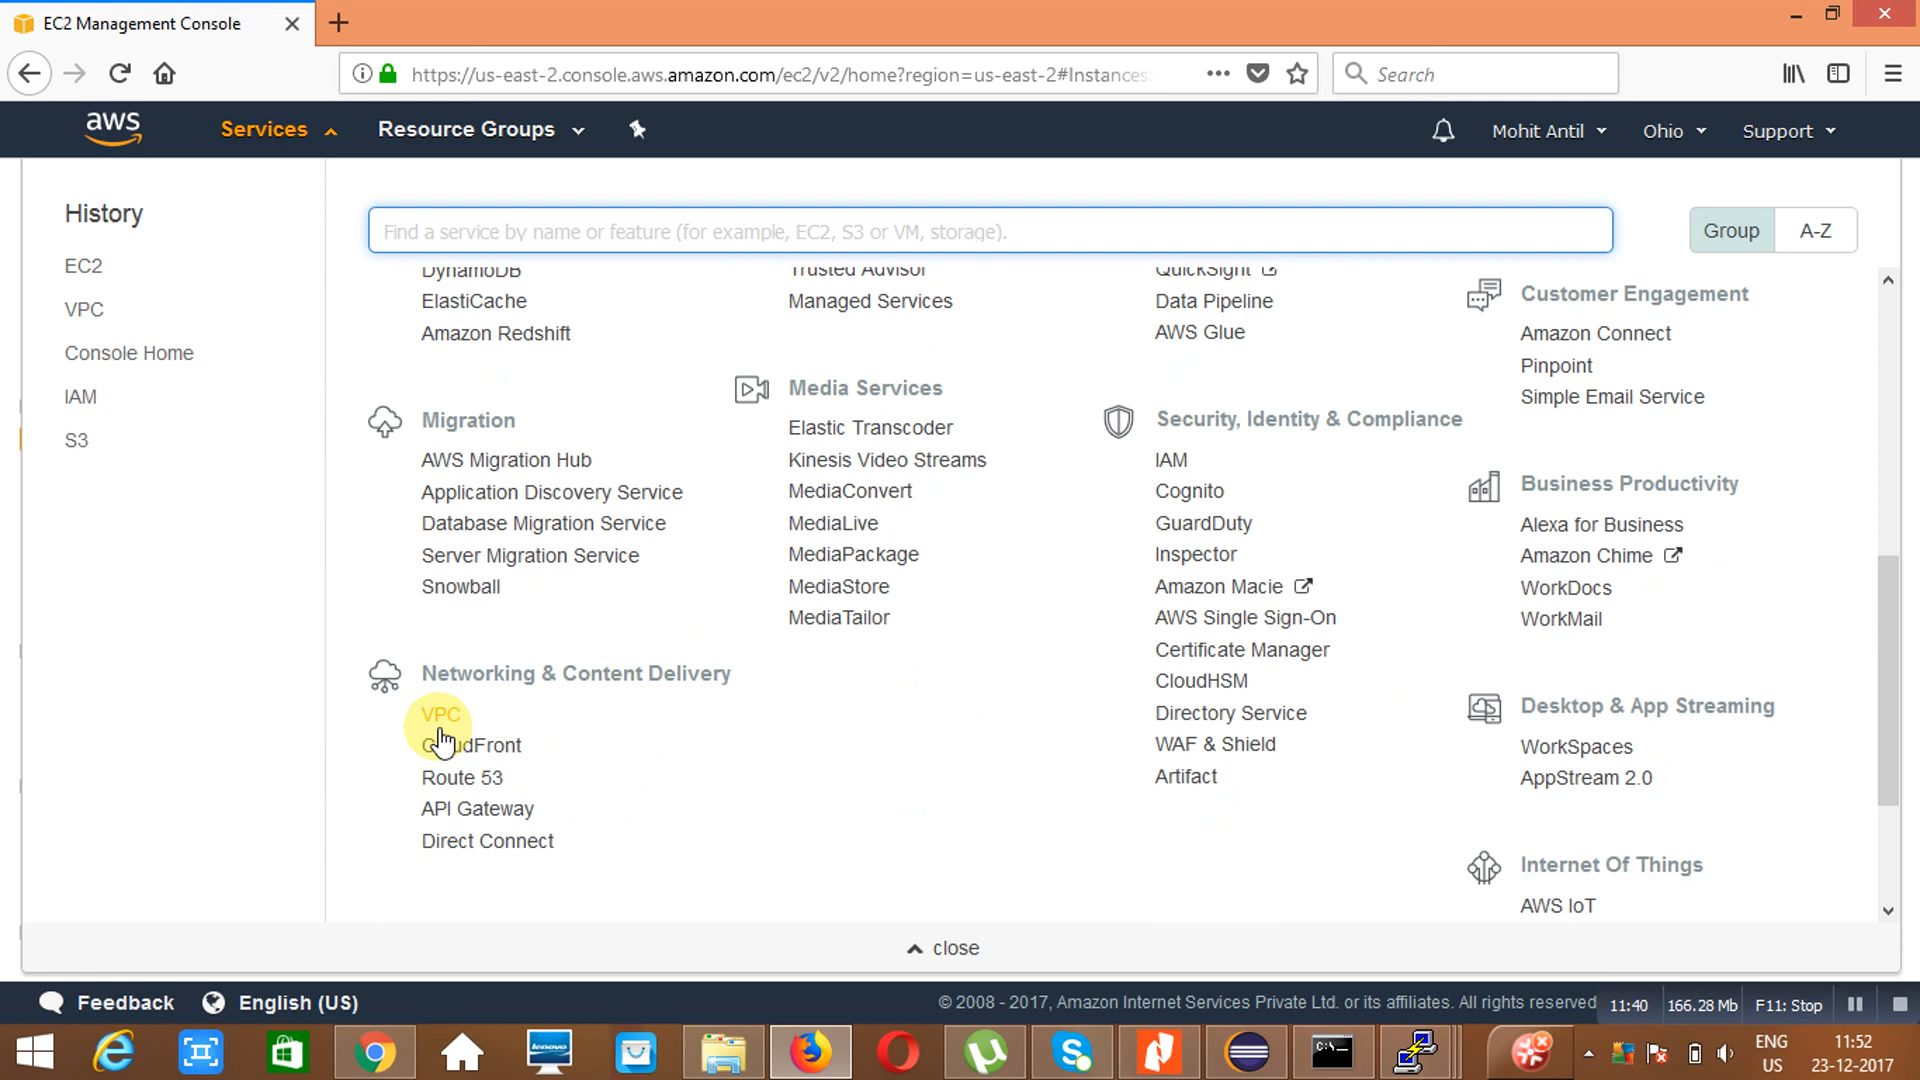 EC2 Management Console
https://us-east-2.console.aws.amazon.com/ec2/v2/home?region=us-east-2#Instances
Search
aws
Services
Resource Groups
Mohit Antil
Ohio
Support
History
EC2
VPC
Console Home
IAM
S3
Find a service by name or feature (for example, EC2, S3 or VM, storage).
Group
A-Z
DynamoDB
ElastiCache
Amazon Redshift
Migration
AWS Migration Hub
Application Discovery Service
Database Migration Service
Server Migration Service
Snowball
Networking & Content Delivery
VPC
CloudFront
Route 53
API Gateway
Direct Connect
Trusted Advisor
Managed Services
Media Services
Elastic Transcoder
Kinesis Video Streams
MediaConvert
MediaLive
MediaPackage
MediaStore
MediaTailor
QuickSight
Data Pipeline
AWS Glue
Security, Identity & Compliance
IAM
Cognito
GuardDuty
Inspector
Amazon Macie
AWS Single Sign-On
Certificate Manager
CloudHSM
Directory Service
WAF & Shield
Artifact
Customer Engagement
Amazon Connect
Pinpoint
Simple Email Service
Business Productivity
Alexa for Business
Amazon Chime
WorkDocs
WorkMail
Desktop & App Streaming
WorkSpaces
AppStream 2.0
Internet Of Things
AWS IoT
close
Feedback
English (US)
© 2008 - 2017, Amazon Internet Services Private Ltd. or its affiliates. All rights reserved
11:40
166.28 Mb
F11: Stop
lenovo
C:\.
ENG
US
11:52
23-12-2017